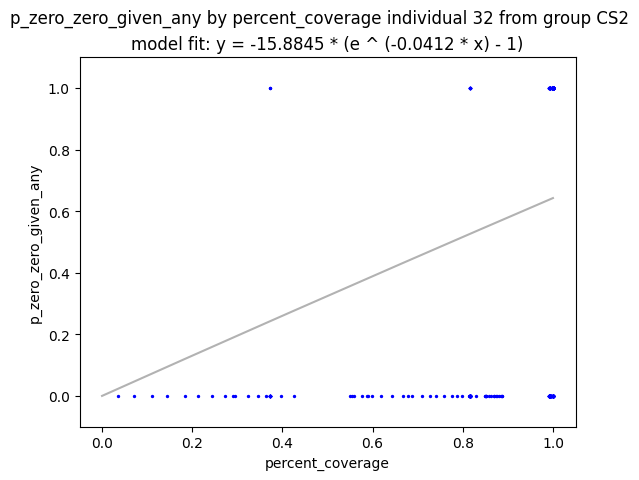 p_zero_zero_given_any by percent_coverage individual 32 from group CS2
model fit: y = -15.8845 * (e ^ (-0.0412 * x) - 1)
1.0
0.8
0.6
0.4
0.2
0.0
p_zero_zero_given_any
0.0 0.2 0.4 0.6 0.8 1.0
percent_coverage